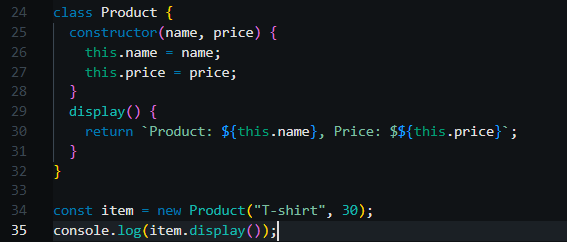 24 class Product {
25   constructor(name, price) {
26     this.name = name;
27     this.price = price;
28   }
29   display() {
30     return `Product: ${this.name}, Price: $${this.price}`;
31   }
32 }
33
34 const item = new Product("T-shirt", 30);
35 console.log(item.display());